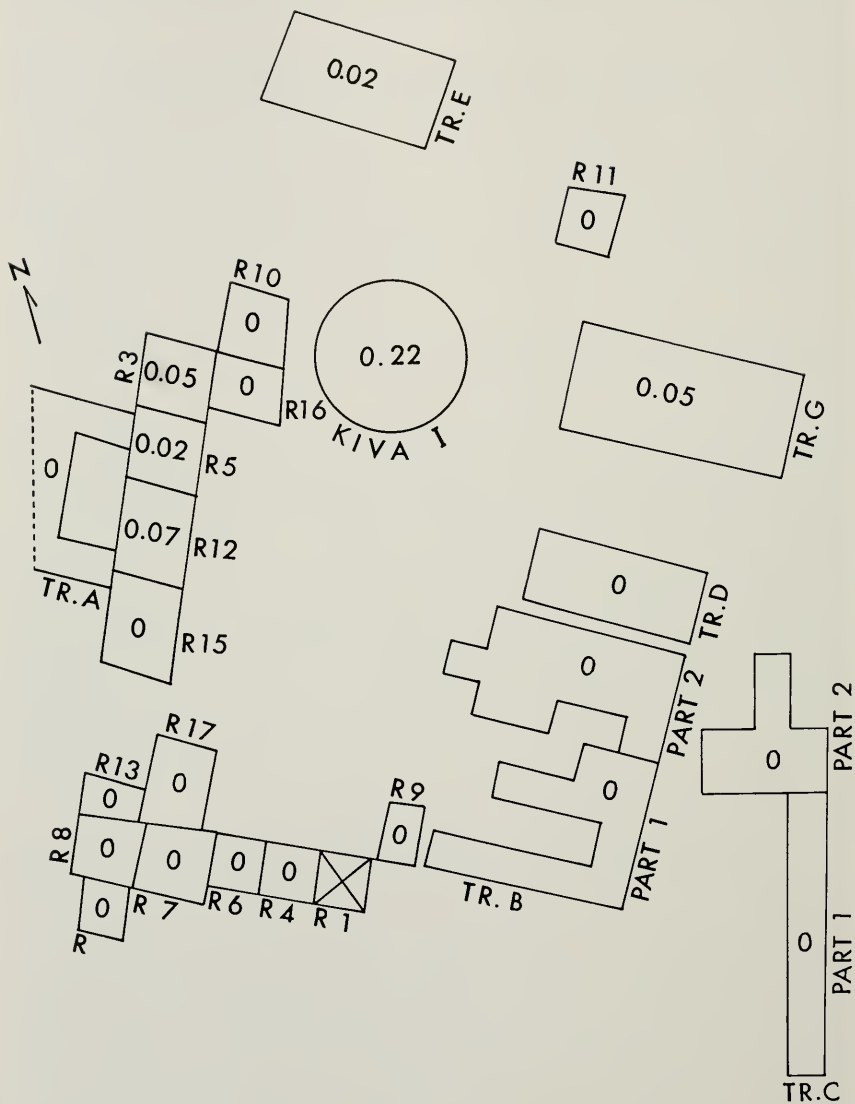 0.02
TR.E
R11
0
N
R10
0
R3
0.05
0
R16
0.22
KIVA I
0.05
TR.G
0
0.02
R5
0.07
R12
TR.A
0
R15
0
TR.D
0
PART 2
R17
0
R13
0
R9
0
0
PART 1
0
PART 2
R8
0
0
0
0
R7
R6
R4
R1
TR.B
0
R
0
PART 1
TR.C